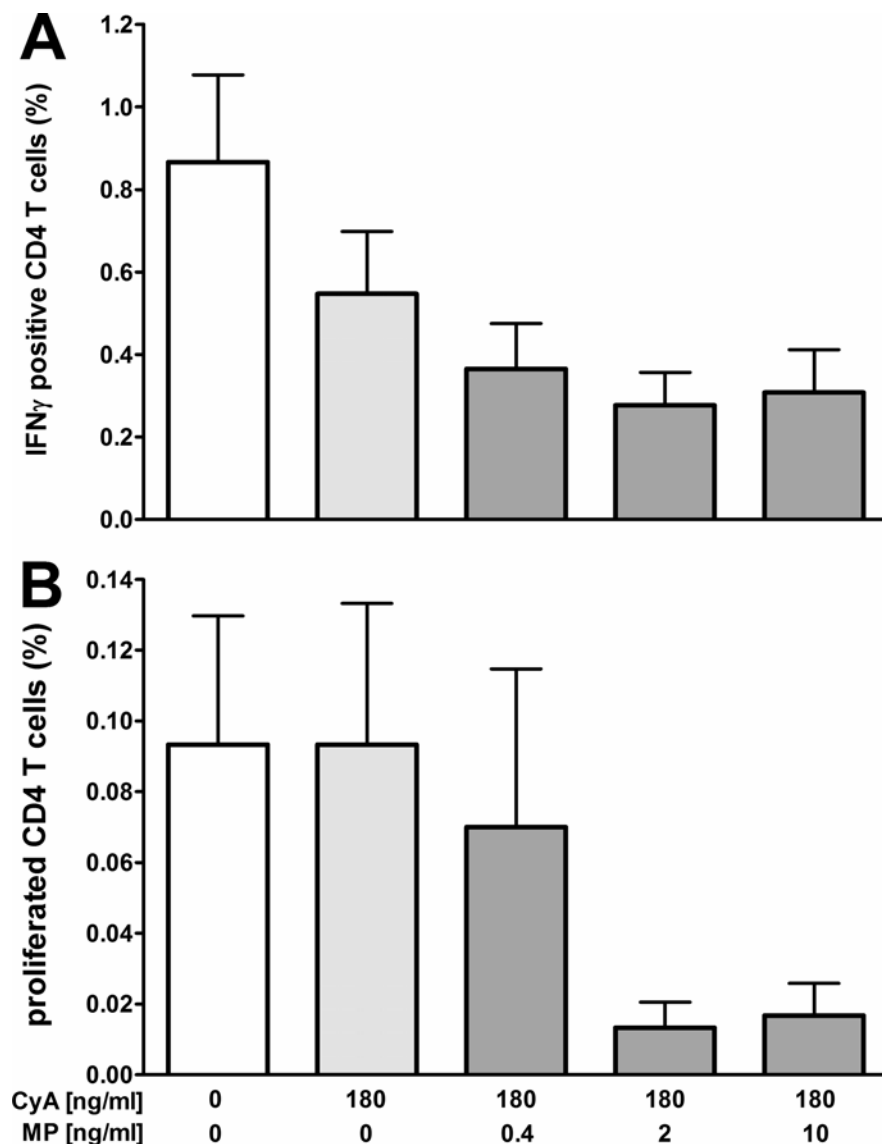 A
IFNγ positive CD4 T cells (%)
1.2
1.0
0.8
0.6
0.4
0.2
0.0
B
proliferated CD4 T cells (%)
0.14
0.12
0.10
0.08
0.06
0.04
0.02
0.00
CyA [ng/ml] 0 180 180 180 180
MP [ng/ml] 0 0 0.4 2 10